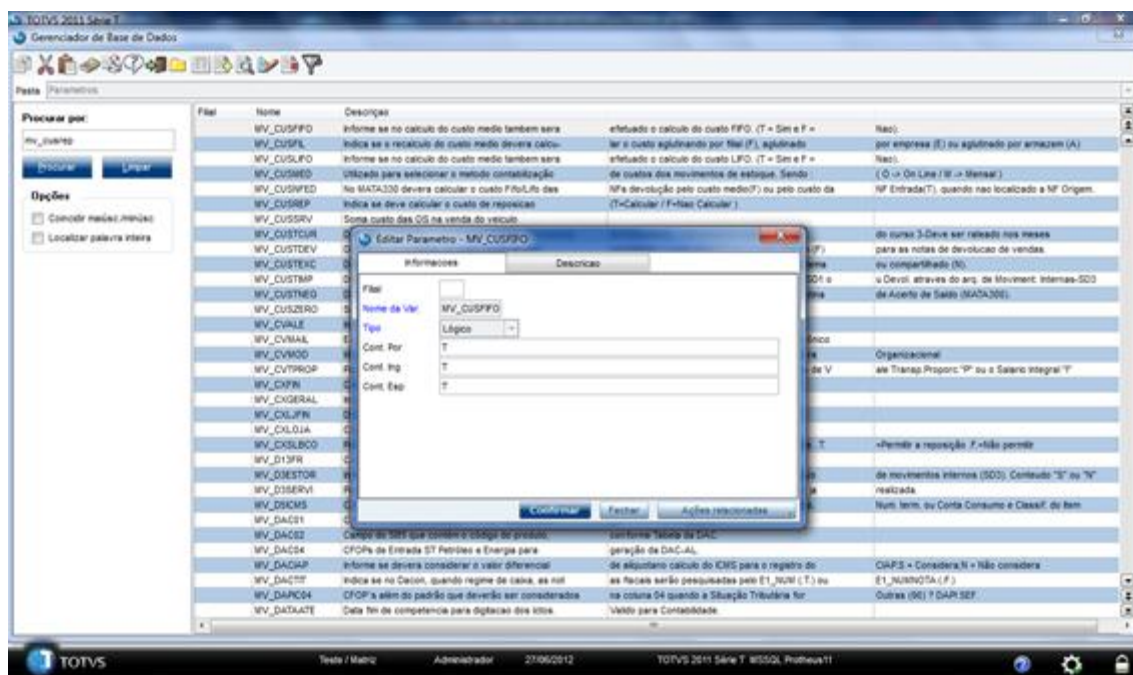 TOTVS 2011 Série T
Gerenciador de Base de Dados
Pasta Parametros
Procurar por:
Procurar Limpar
Opções
Coincidir maiúsc./minúsc
Localizar palavra inteira
Filial Nome Descriçao
MV_CUSFIFO Informe se no calculo do custo medio tambem sera efetuado o calculo do custo FIFO. (T = Sim e F = Nao).
MV_CUSFIL Indica se o recalculo do custo medio devera calcu- lar o custo aglutinando por filial (F), aglutinado por empresa (E) ou aglutinado por armazem (A)
MV_CUSLIFO Informe se no calculo do custo medio tambem sera efetuado o calculo do custo LIFO. (T = Sim e F = Nao).
MV_CUSMED Utilizado para selecionar o metodo contabilização de custos dos movimentos de estoque. Sendo ( O -> On Line / M -> Mensal )
MV_CUSNFED No MATA330 devera calcular o custo Fifo/Lifo das NFs devolução pelo custo medio(F) ou pelo custo da NF Entrada(T), quando nao localizado a NF Origem.
MV_CUSREP Indica se deve calcular o custo de reposicao (T=Calcular / F=Nao Calcular )
MV_CUSSRV Soma custo das OS na venda do veiculo
MV_CUSTCUR do curso 3-Deve ser rateado nos meses
MV_CUSTDEV para as notas de devolucao de vendas.
MV_CUSTEXC ou compartilhado (N).
MV_CUSTIMP u Devol. atraves do arq. de Moviment. Internas-SD3
MV_CUSTNEG de Acerto de Saldo (MATA300).
MV_CUSZERO
MV_CVALE
MV_CVMAIL
MV_CVMOD Organizacional
MV_CVTPROP de V ale Transp.Proporc."P" ou o Salario Integral"I"
MV_CXFIN
MV_CXGERAL
MV_CXLJFIN
MV_CXLOJA
MV_CXSLBCO T =Permitir a reposição .F.=Não permitir
MV_D13FR
MV_D3ESTOR de movimentos internos (SD3). Conteudo "S" ou "N"
MV_D3SERVI realizada.
MV_DSICMS Num. term. ou Conta Consumo e Classif. do Item
MV_DAC01
MV_DAC02 Campo do SB5 que contém o código de produto, conforme Tabela da DAC.
MV_DAC04 CFOPs de Entrada ST Petróleo e Energia para geração da DAC-AL.
MV_DACIAP Informe se devera considerar o valor diferencial de aliquotano calculo do ICMS para o registro do CIAP.S = Considera;N = Não considera
MV_DACTIT Indica se no Dacon, quando regime de caixa, as not as fiscais serão pesquisadas pelo E1_NUM (.T.) ou E1_NUMNOTA (.F.)
MV_DAPIC04 CFOP's além do padrão que deverão ser considerados na coluna 04 quando a Situação Tributária for Outras (90) ? DAPI SEF
MV_DATAATE Data fim de competencia para digitacao dos lctos. Valido para Contabilidade.
Editar Parametro - MV_CUSFIFO
Informacoes Descricao
Filial
Nome da Var MV_CUSFIFO
Tipo Lógico
Cont. Por T
Cont. Ing T
Cont. Esp T
Confirmar Fechar Ações relacionadas
TOTVS Teste / Matriz Administrador 27/06/2012 TOTVS 2011 Série T MSSQL Protheus11